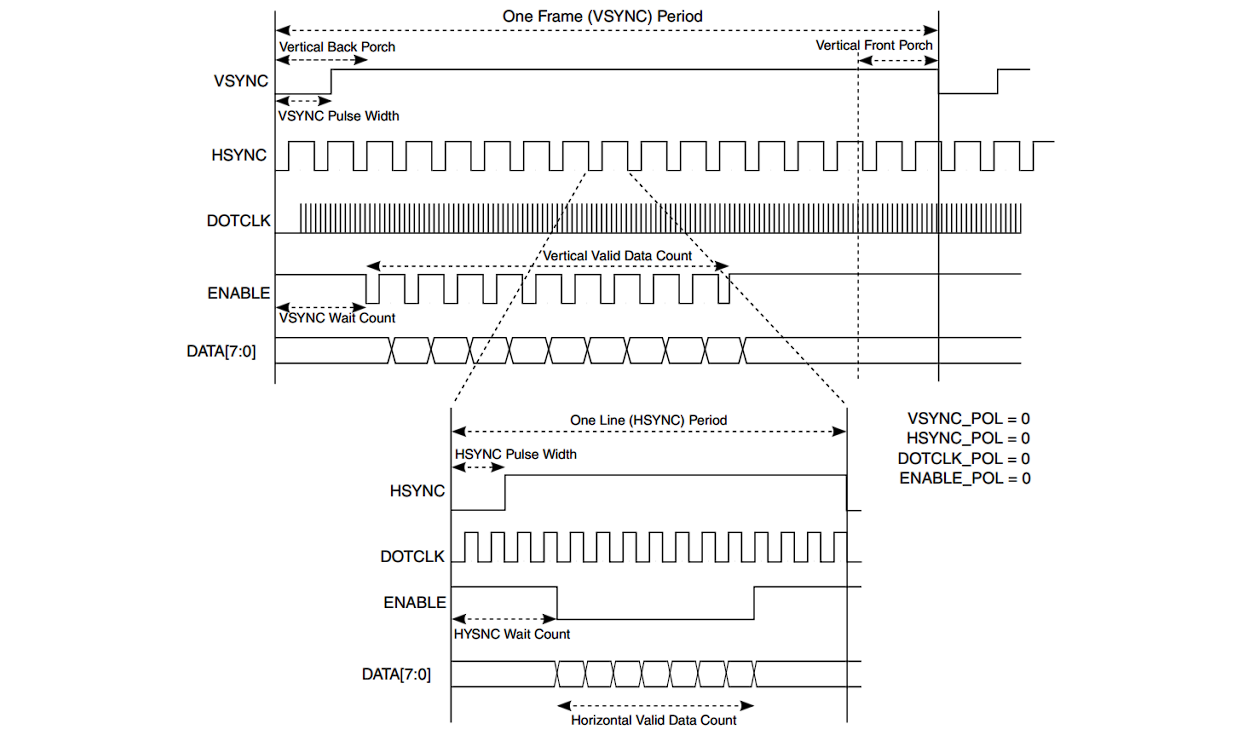 One Frame (VSYNC) Period
Vertical Back Porch
Vertical Front Porch
VSYNC
VSYNC Pulse Width
HSYNC
DOTCLK
Vertical Valid Data Count
ENABLE
VSYNC Wait Count
DATA[7:0]
One Line (HSYNC) Period
VSYNC_POL = 0
HSYNC_POL = 0
DOTCLK_POL = 0
ENABLE_POL = 0
HSYNC Pulse Width
HSYNC
DOTCLK
ENABLE
HYSNC Wait Count
DATA[7:0]
Horizontal Valid Data Count